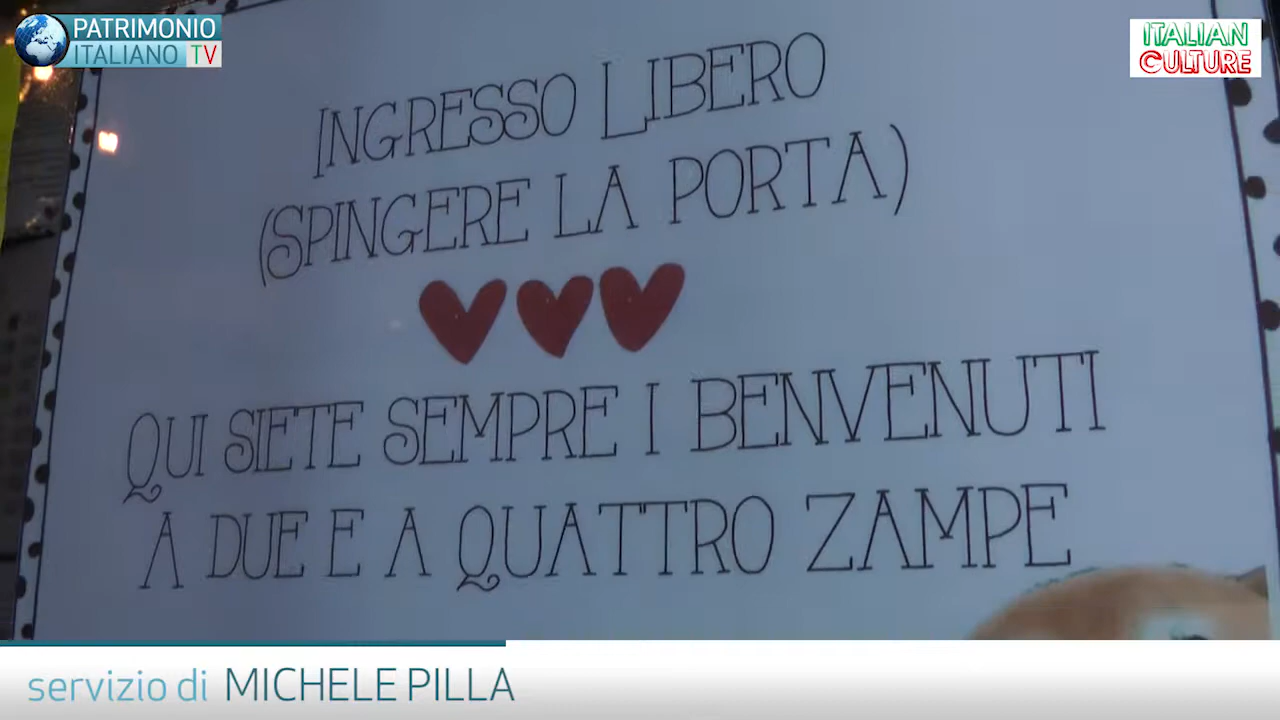 PATRIMONIO
ITALIANO TV
ITALIAN
CULTURE
INGRESSO LIBERO
(SPINGERE LA PORTA)
QUI SIETE SEMPRE I BENVENUTI
A DUE E A QUATTRO ZAMPE
servizio di MICHELE PILLA